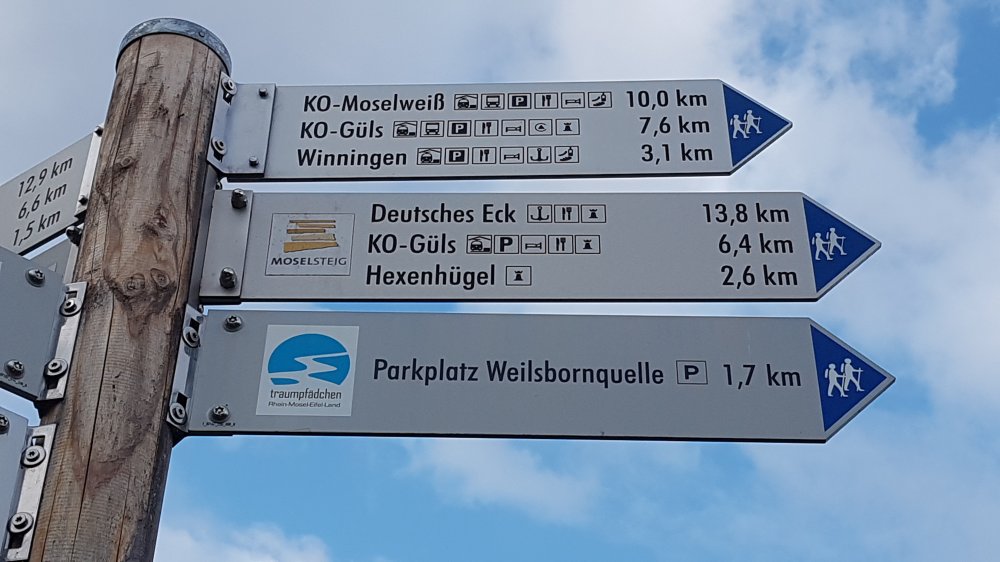 12,9 km
6,6 km
1,5 km
KO-Moselweiß P 10,0 km
KO-Güls P 7,6 km
Winningen P 3,1 km
MOSELSTEIG
Deutsches Eck 13,8 km
KO-Güls P 6,4 km
Hexenhügel 2,6 km
traumpfädchen
Rhein-Mosel-Eifel-Land
Parkplatz Weilsbornquelle P 1,7 km